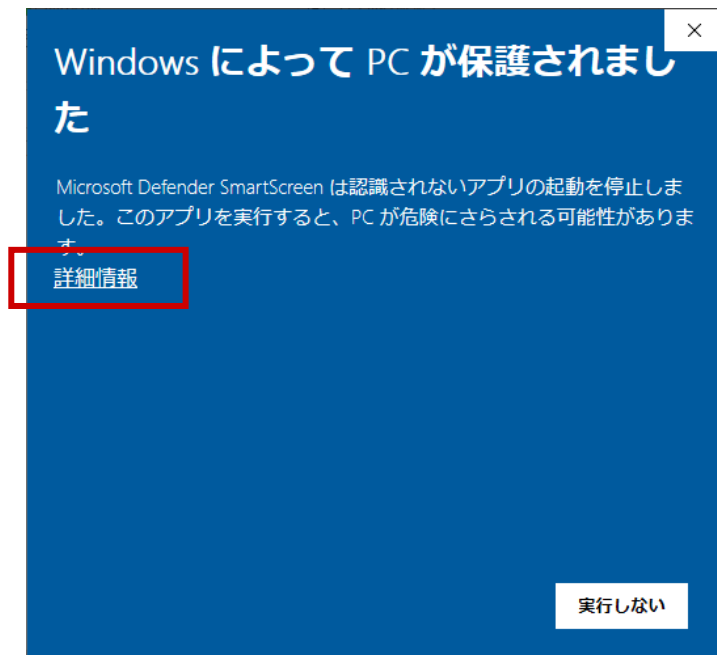 Windows によって PC が保護されまし
た
Microsoft Defender SmartScreen は認識されないアプリの起動を停止しま
した。このアプリを実行すると、PC が危険にさらされる可能性がありま
す。
詳細情報
実行しない